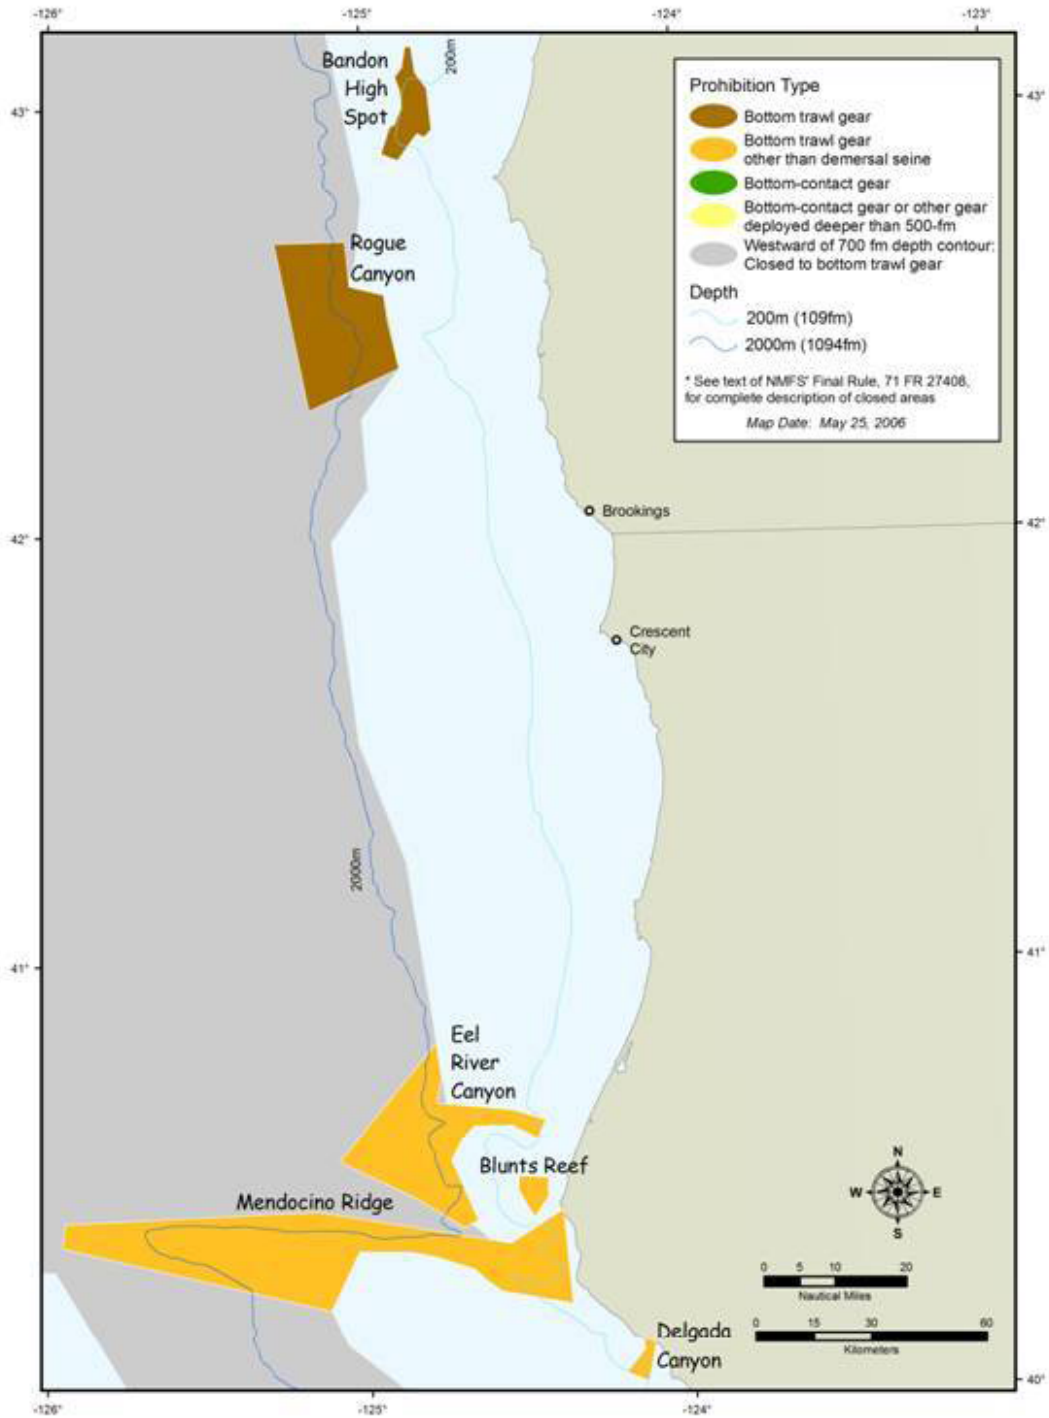 -126°
-125°
-124°
-123°
Bandon
High
Spot
200m
43°
43°
Prohibition Type
Bottom trawl gear
Bottom trawl gear
other than demersal seine
Bottom-contact gear
Bottom-contact gear or other gear
deployed deeper than 500-fm
Westward of 700 fm depth contour:
Closed to bottom trawl gear
Depth
200m (109fm)
2000m (1094fm)
* See text of NMFS' Final Rule, 71 FR 27408,
for complete description of closed areas
Map Date: May 25, 2006
Rogue
Canyon
Brookings
42°
42°
Crescent
City
2000m
41°
41°
Eel
River
Canyon
Blunts Reef
Mendocino Ridge
N
W
E
S
0 5 10 20
Nautical Miles
0 15 30 60
Kilometers
Delgada
Canyon
40°
-126°
-125°
-124°